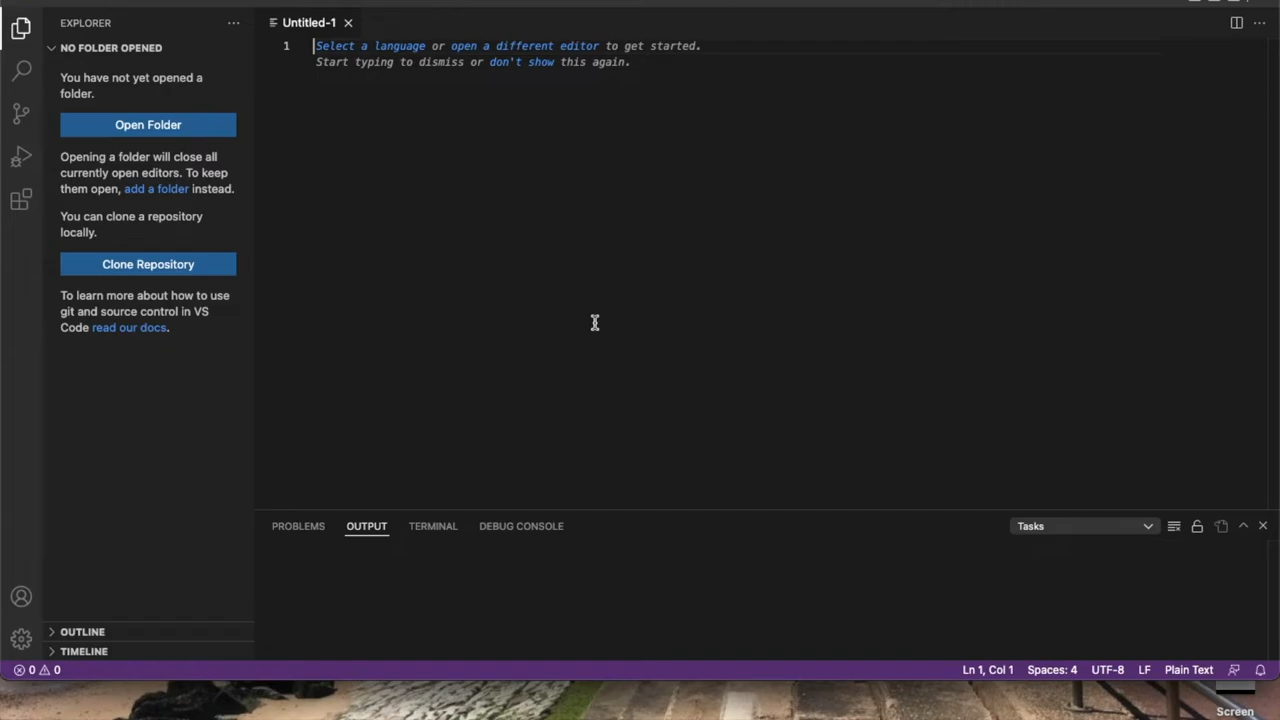 EXPLORER
Untitled-1
NO FOLDER OPENED
You have not yet opened a
folder.
Open Folder
Opening a folder will close all
currently open editors. To keep
them open, add a folder instead.
You can clone a repository
locally.
Clone Repository
To learn more about how to use
git and source control in VS
Code read our docs.
1 Select a language or open a different editor to get started.
Start typing to dismiss or don't show this again.
PROBLEMS OUTPUT TERMINAL DEBUG CONSOLE
Tasks
OUTLINE
TIMELINE
0 0
Ln 1, Col 1 Spaces: 4 UTF-8 LF Plain Text
Screen